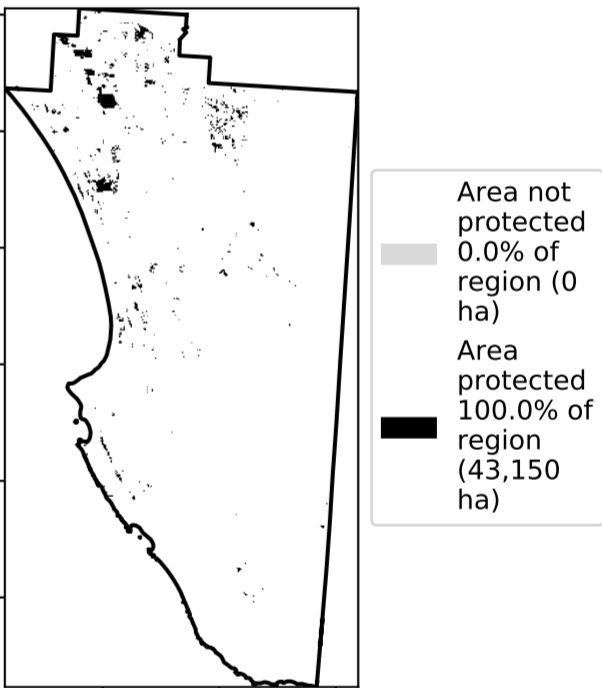 Area not
protected
0.0% of
region (0
ha)
Area
protected
100.0% of
region
(43,150
ha)